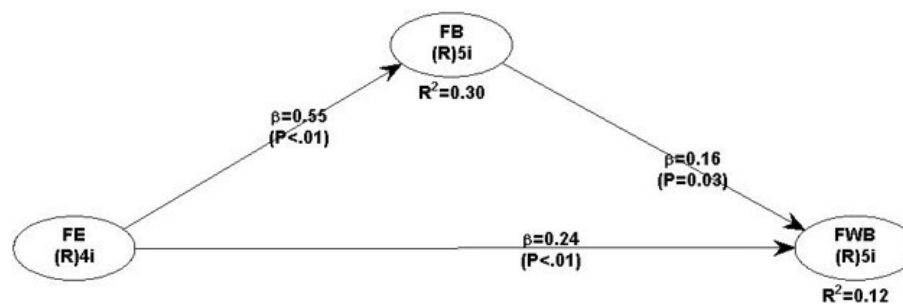 FB
(R)5i
R²=0.30
β=0.55
(P<.01)
β=0.16
(P=0.03)
FE
(R)4i
β=0.24
(P<.01)
FWB
(R)5i
R²=0.12